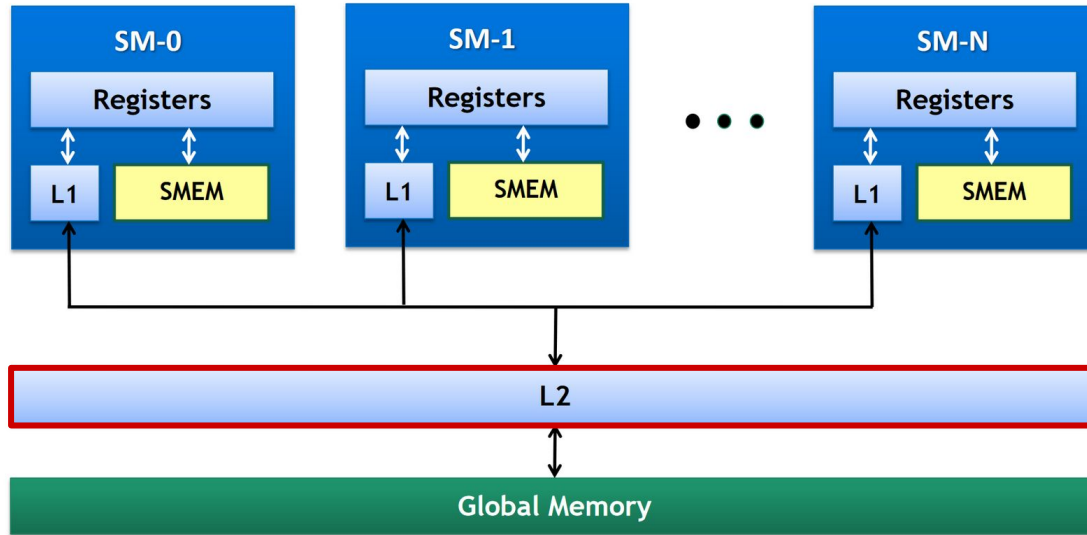 SM-0
Registers
L1
SMEM
SM-1
Registers
L1
SMEM
SM-N
Registers
L1
SMEM
L2
Global Memory